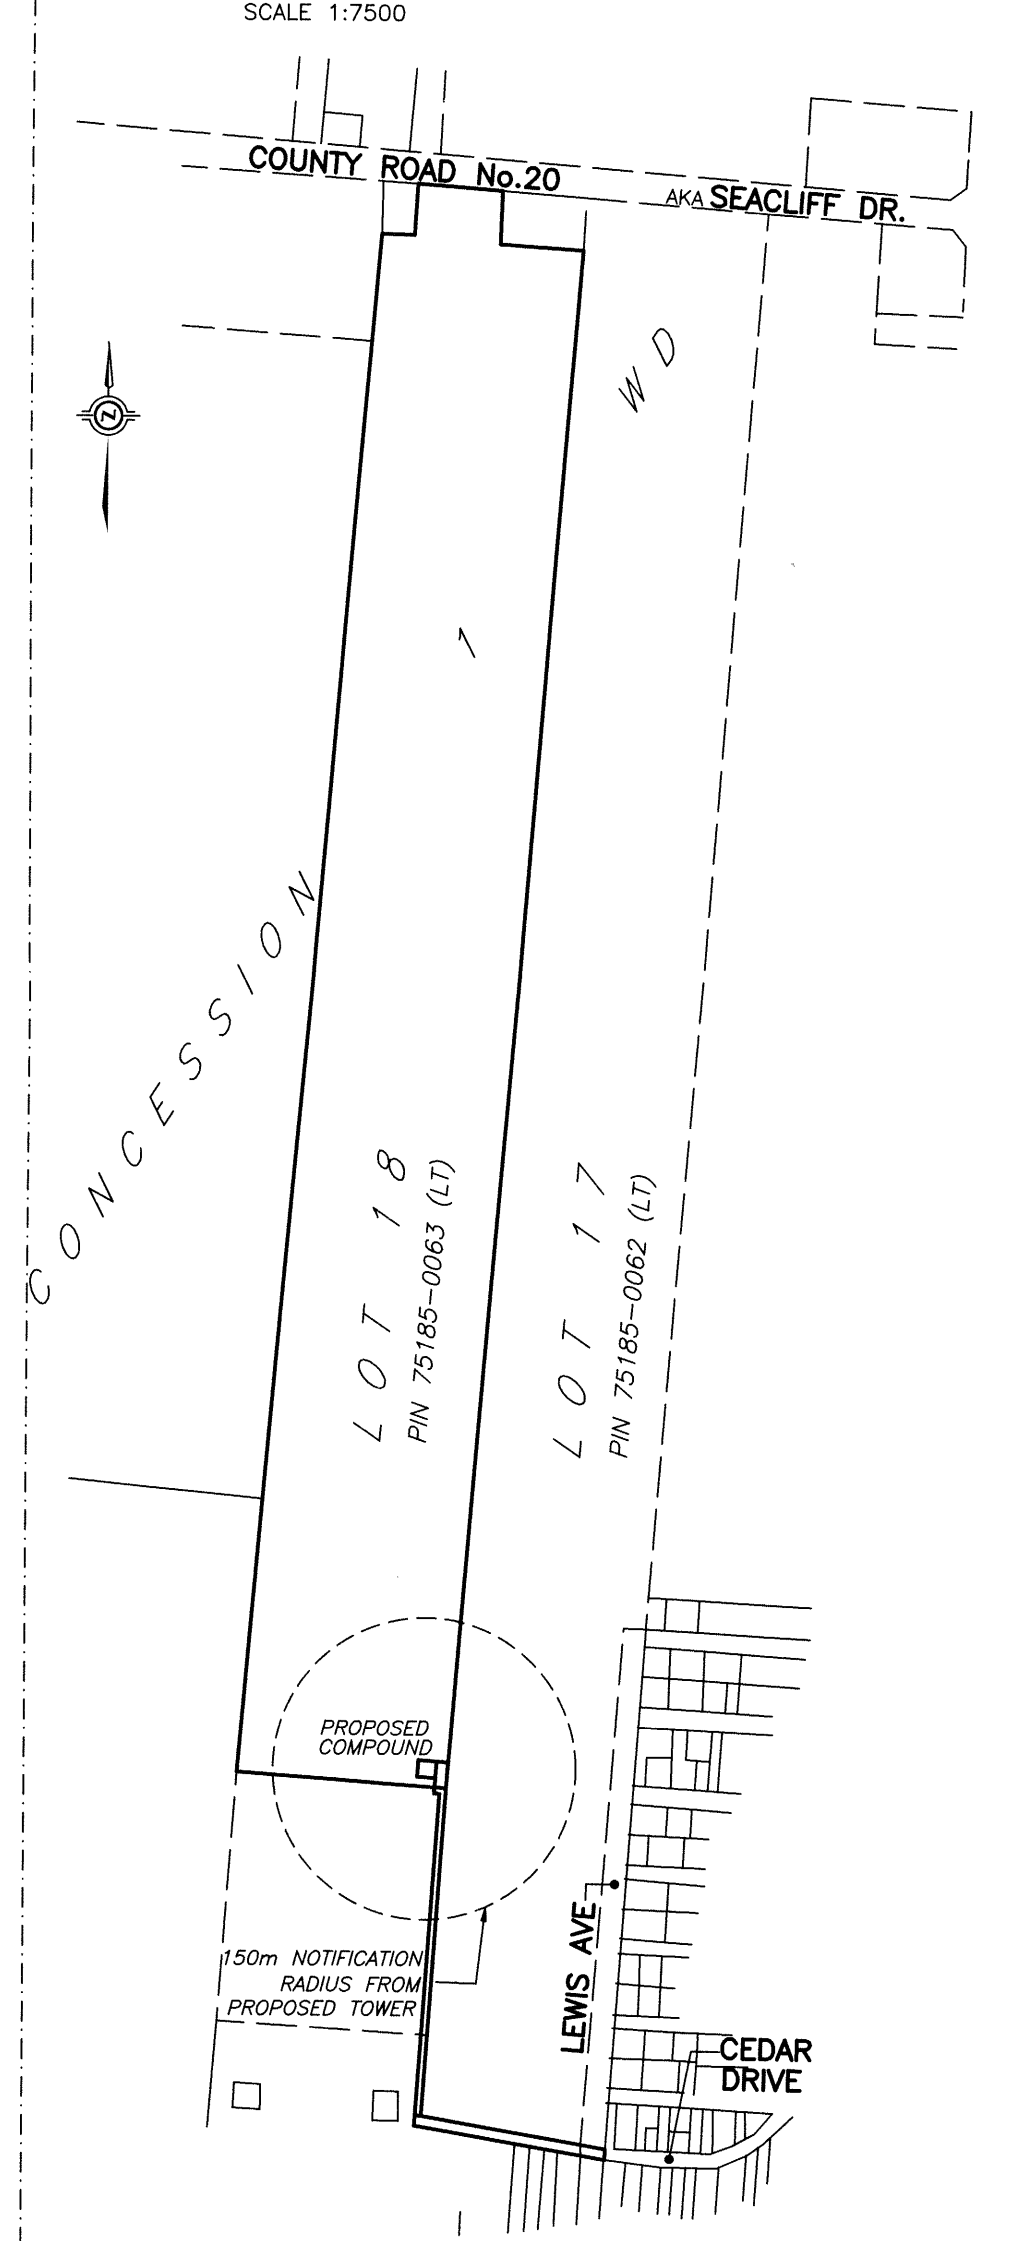 SCALE 1:7500
COUNTY ROAD No.20
AKA SEACLIFF DR.
W D
N
1
CONCESSION
LOT 18
PIN 75185-0063 (LT)
LOT 17
PIN 75185-0062 (LT)
PROPOSED
COMPOUND
LEWIS AVE
150m NOTIFICATION
RADIUS FROM
PROPOSED TOWER
CEDAR
DRIVE